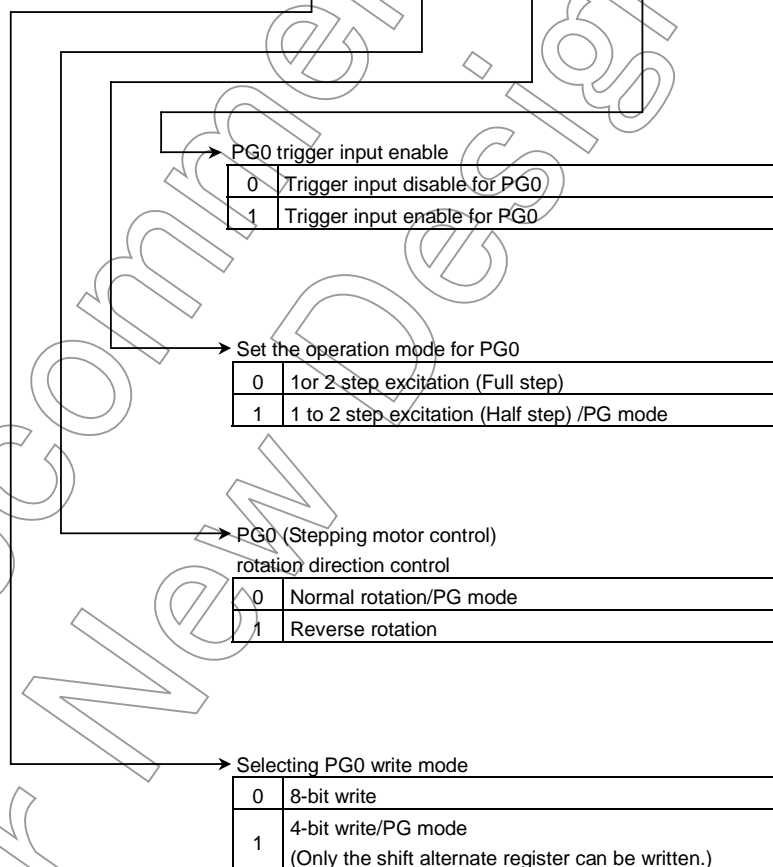 PG0 trigger input enable
0 Trigger input disable for PG0
1 Trigger input enable for PG0
Set the operation mode for PG0
0 1or 2 step excitation (Full step)
1 1 to 2 step excitation (Half step) /PG mode
PG0 (Stepping motor control)
rotation direction control
0 Normal rotation/PG mode
1 Reverse rotation
Selecting PG0 write mode
0 8-bit write
1 4-bit write/PG mode
(Only the shift alternate register can be written.)